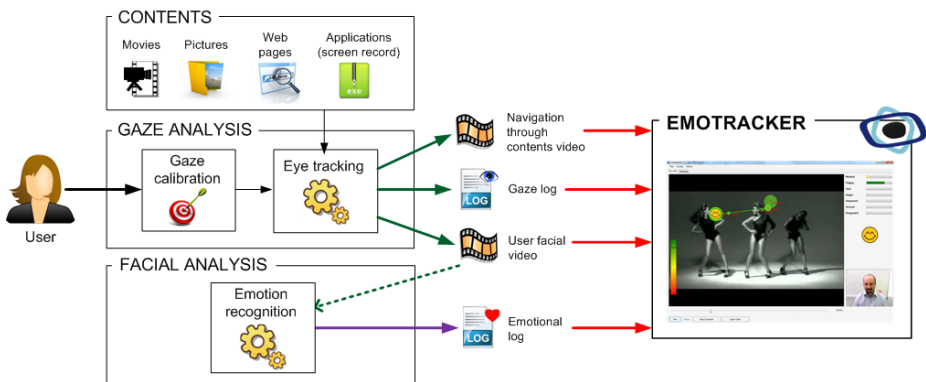 CONTENTS
Movies
Pictures
Web
pages
Applications
(screen record)
exe
GAZE ANALYSIS
Gaze
calibration
Eye tracking
User
Navigation
through
contents video
/LOG
Gaze log
User facial
video
FACIAL ANALYSIS
Emotion
recognition
/LOG
Emotional
log
EMOTRACKER